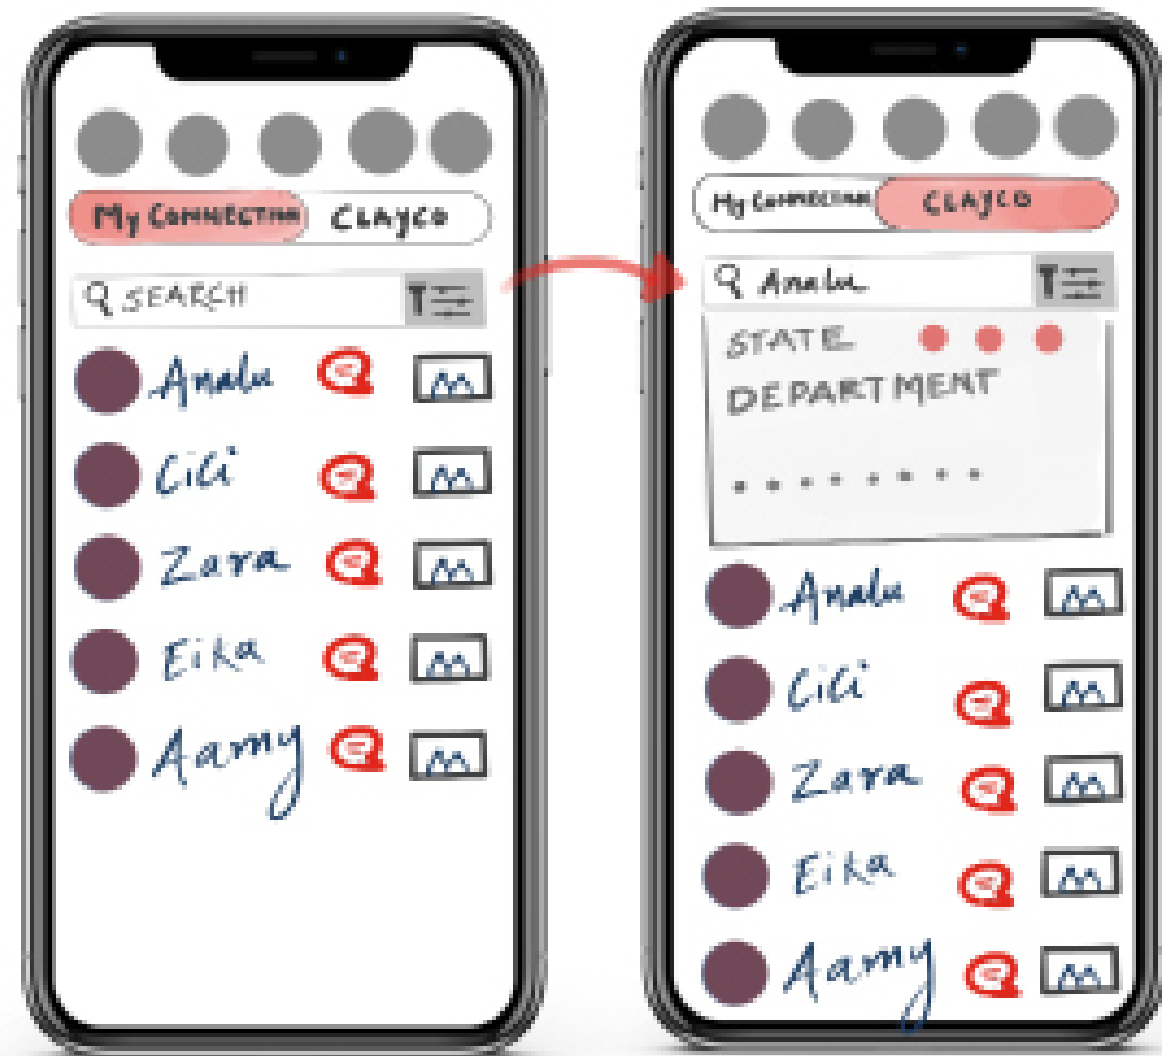 My CONNECTION CLAYCO
SEARCH
Analu
CiCi
Zara
Eika
Aamy
My CONNECTION CLAYCO
Analu
STATE
DEPARTMENT
Analu
CiCi
Zara
Eika
Aamy